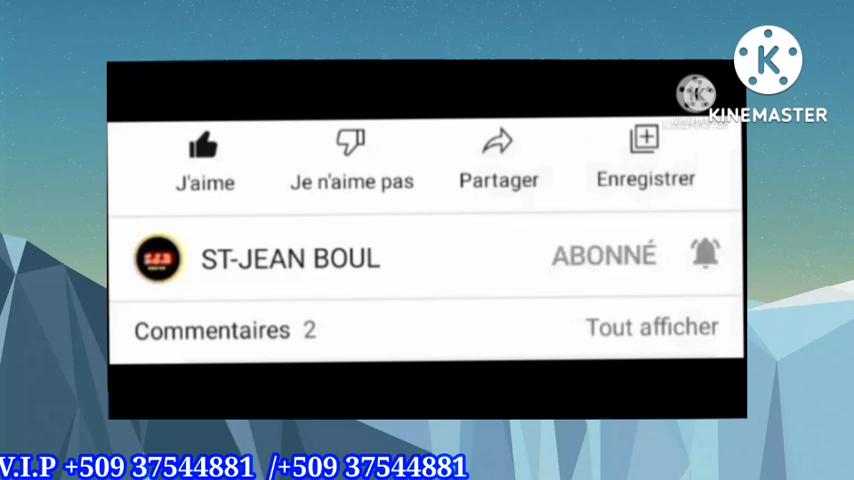 KINEMASTER
J'aime
Je n'aime pas
Partager
Enregistrer
ST-JEAN BOUL
ABONNÉ
Commentaires 2
Tout afficher
V.I.P +509 37544881 /+509 37544881